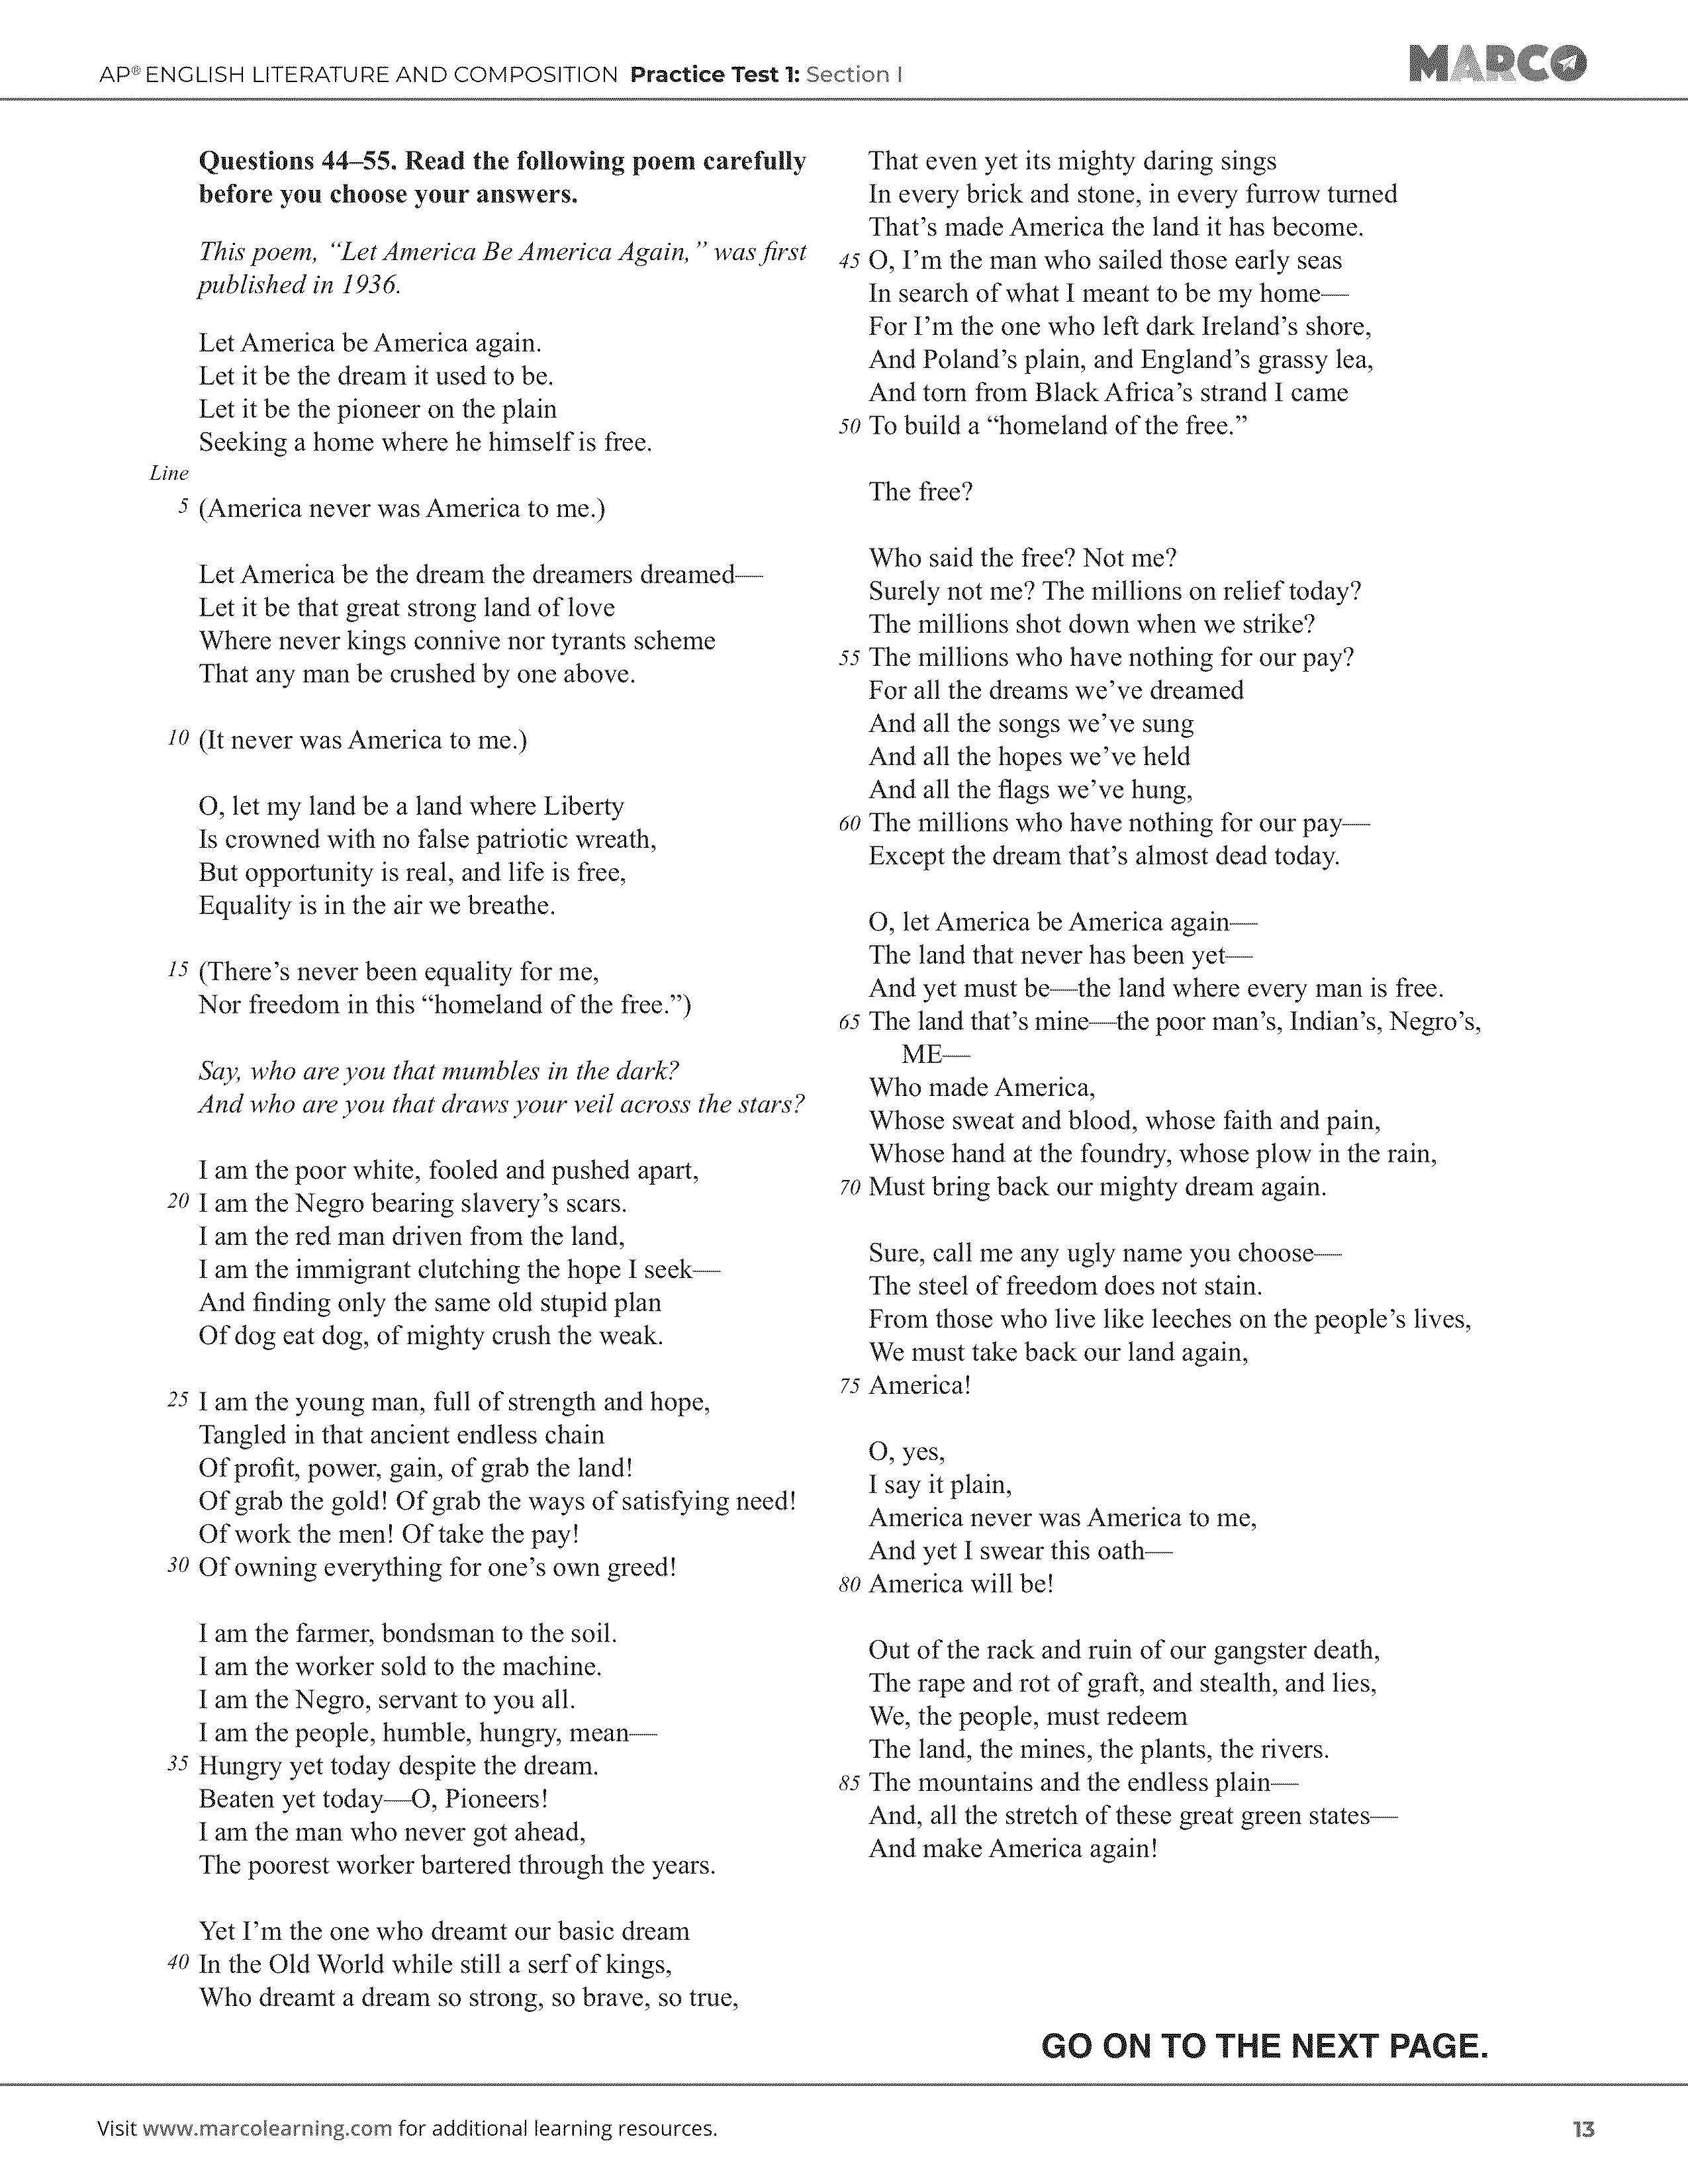 AP® ENGLISH LITERATURE AND COMPOSITION Practice Test 1: Section I
MARCO
Questions 44–55. Read the following poem carefully
before you choose your answers.
This poem, “Let America Be America Again,” was first
published in 1936.
Let America be America again.
Let it be the dream it used to be.
Let it be the pioneer on the plain
Seeking a home where he himself is free.
Line
5 (America never was America to me.)
Let America be the dream the dreamers dreamed—
Let it be that great strong land of love
Where never kings connive nor tyrants scheme
That any man be crushed by one above.
10 (It never was America to me.)
O, let my land be a land where Liberty
Is crowned with no false patriotic wreath,
But opportunity is real, and life is free,
Equality is in the air we breathe.
15 (There’s never been equality for me,
Nor freedom in this “homeland of the free.”)
Say, who are you that mumbles in the dark?
And who are you that draws your veil across the stars?
I am the poor white, fooled and pushed apart,
20 I am the Negro bearing slavery’s scars.
I am the red man driven from the land,
I am the immigrant clutching the hope I seek—
And finding only the same old stupid plan
Of dog eat dog, of mighty crush the weak.
25 I am the young man, full of strength and hope,
Tangled in that ancient endless chain
Of profit, power, gain, of grab the land!
Of grab the gold! Of grab the ways of satisfying need!
Of work the men! Of take the pay!
30 Of owning everything for one’s own greed!
I am the farmer, bondsman to the soil.
I am the worker sold to the machine.
I am the Negro, servant to you all.
I am the people, humble, hungry, mean—
35 Hungry yet today despite the dream.
Beaten yet today—O, Pioneers!
I am the man who never got ahead,
The poorest worker bartered through the years.
Yet I’m the one who dreamt our basic dream
40 In the Old World while still a serf of kings,
Who dreamt a dream so strong, so brave, so true,
That even yet its mighty daring sings
In every brick and stone, in every furrow turned
That’s made America the land it has become.
45 O, I’m the man who sailed those early seas
In search of what I meant to be my home—
For I’m the one who left dark Ireland’s shore,
And Poland’s plain, and England’s grassy lea,
And torn from Black Africa’s strand I came
50 To build a “homeland of the free.”
The free?
Who said the free? Not me?
Surely not me? The millions on relief today?
The millions shot down when we strike?
55 The millions who have nothing for our pay?
For all the dreams we’ve dreamed
And all the songs we’ve sung
And all the hopes we’ve held
And all the flags we’ve hung,
60 The millions who have nothing for our pay—
Except the dream that’s almost dead today.
O, let America be America again—
The land that never has been yet—
And yet must be—the land where every man is free.
65 The land that’s mine—the poor man’s, Indian’s, Negro’s,
ME—
Who made America,
Whose sweat and blood, whose faith and pain,
Whose hand at the foundry, whose plow in the rain,
70 Must bring back our mighty dream again.
Sure, call me any ugly name you choose—
The steel of freedom does not stain.
From those who live like leeches on the people’s lives,
We must take back our land again,
75 America!
O, yes,
I say it plain,
America never was America to me,
And yet I swear this oath—
80 America will be!
Out of the rack and ruin of our gangster death,
The rape and rot of graft, and stealth, and lies,
We, the people, must redeem
The land, the mines, the plants, the rivers.
85 The mountains and the endless plain—
And, all the stretch of these great green states—
And make America again!
GO ON TO THE NEXT PAGE.
Visit www.marcolearning.com for additional learning resources.
13